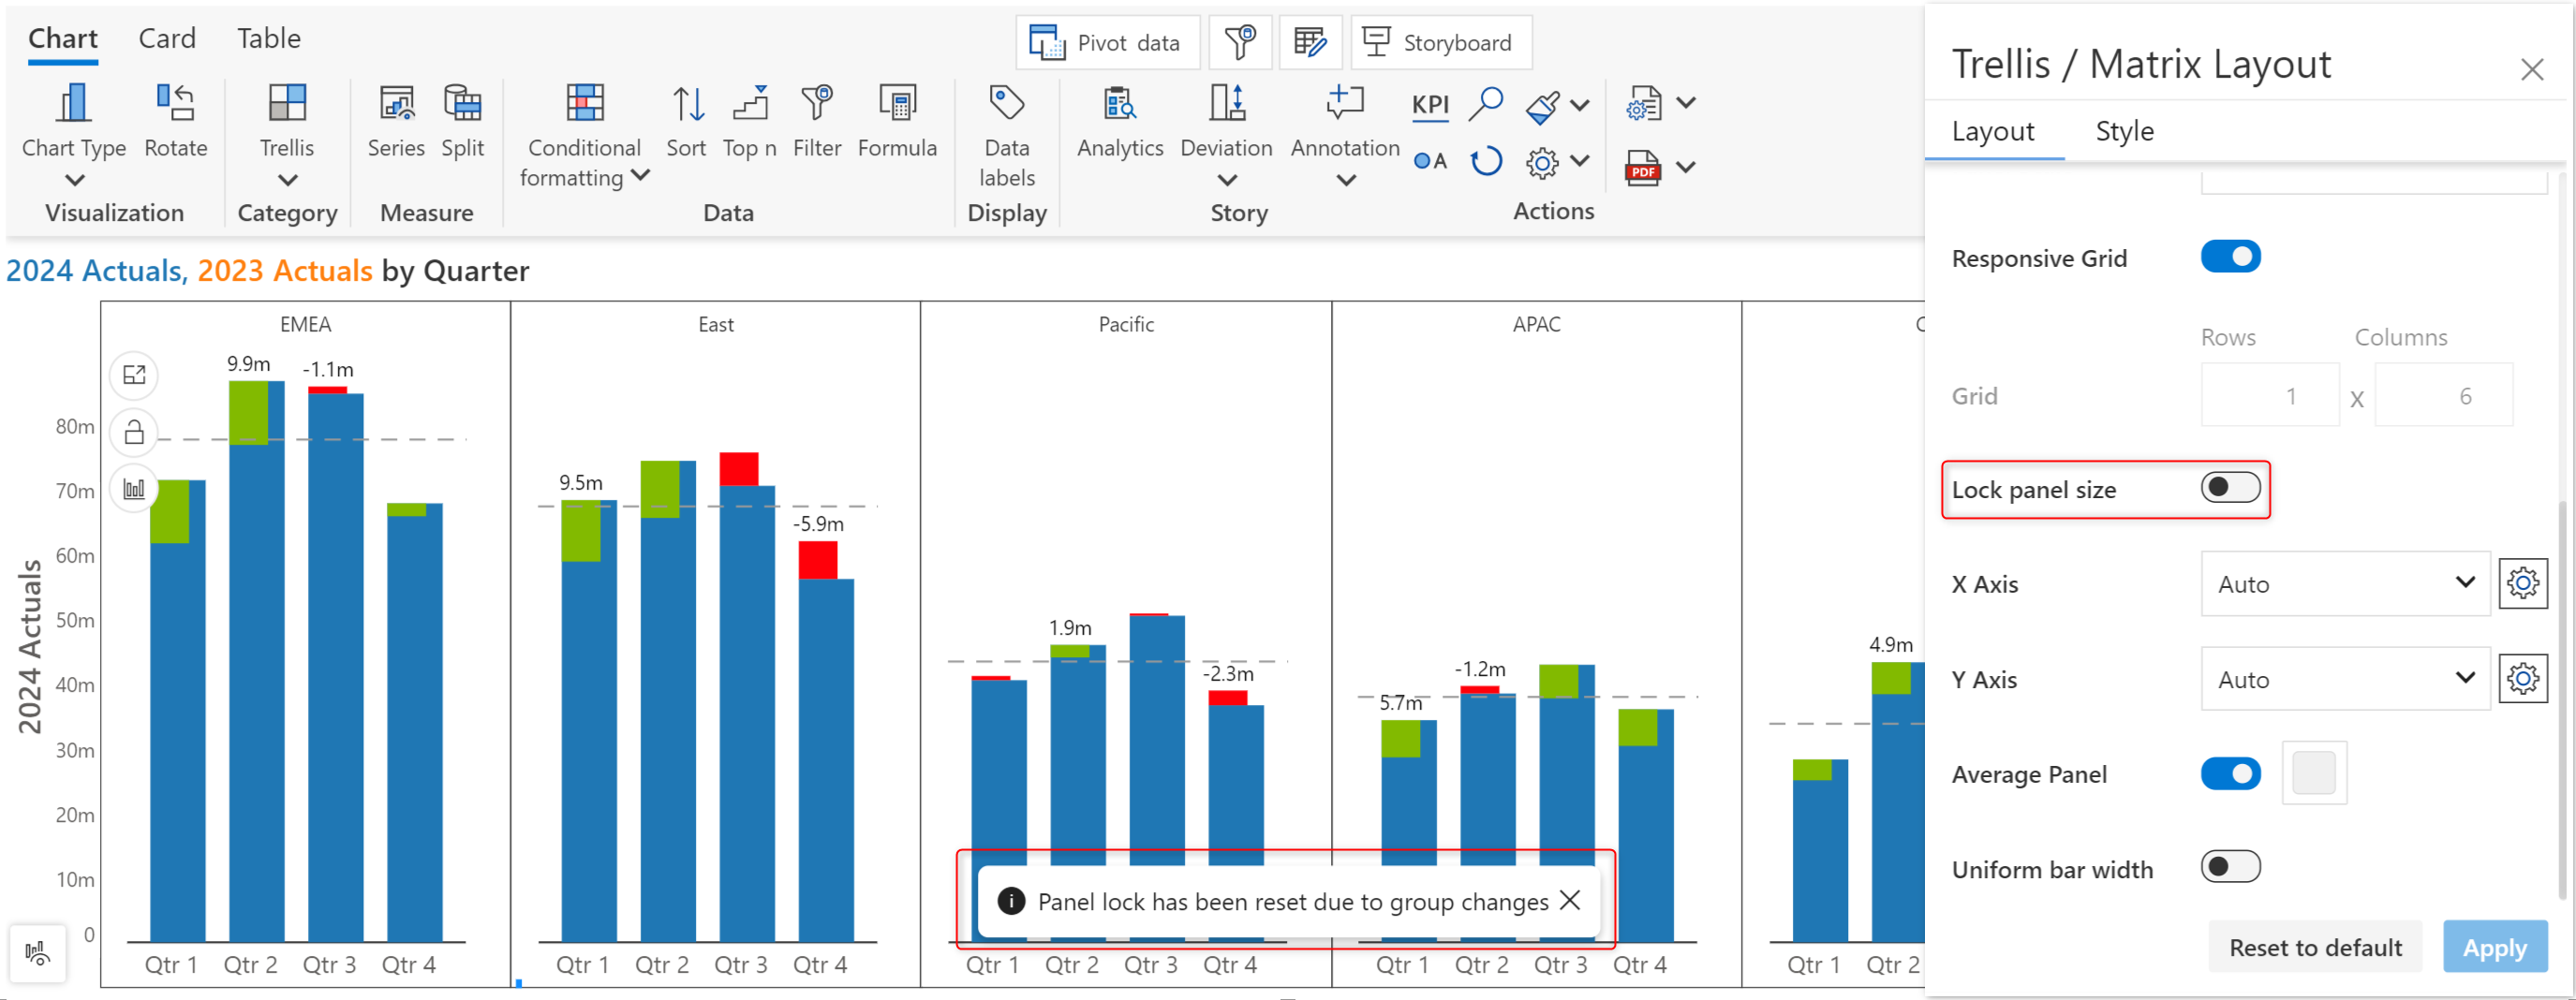 Chart Card Table
Pivot data Storyboard
KPI
A
PDF
Chart Type Rotate Trellis Series Split Conditional formatting Sort Top n Filter Formula Data labels Analytics Deviation Annotation
Visualization Category Measure Data Display Story Actions
2024 Actuals, 2023 Actuals by Quarter
2024 Actuals
80m
70m
60m
50m
40m
30m
20m
10m
0
EMEA
9.9m -1.1m
Qtr 1 Qtr 2 Qtr 3 Qtr 4
East
9.5m -5.9m
Qtr 1 Qtr 2 Qtr 3 Qtr 4
Pacific
1.9m -2.3m
Qtr 1 Qtr 2 Qtr 3 Qtr 4
APAC
5.7m -1.2m
Qtr 1 Qtr 2 Qtr 3 Qtr 4
4.9m
Qtr 1 Qtr 2
Panel lock has been reset due to group changes
Trellis / Matrix Layout
Layout Style
Responsive Grid
Rows Columns
Grid 1 X 6
Lock panel size
X Axis Auto
Y Axis Auto
Average Panel
Uniform bar width
Reset to default Apply